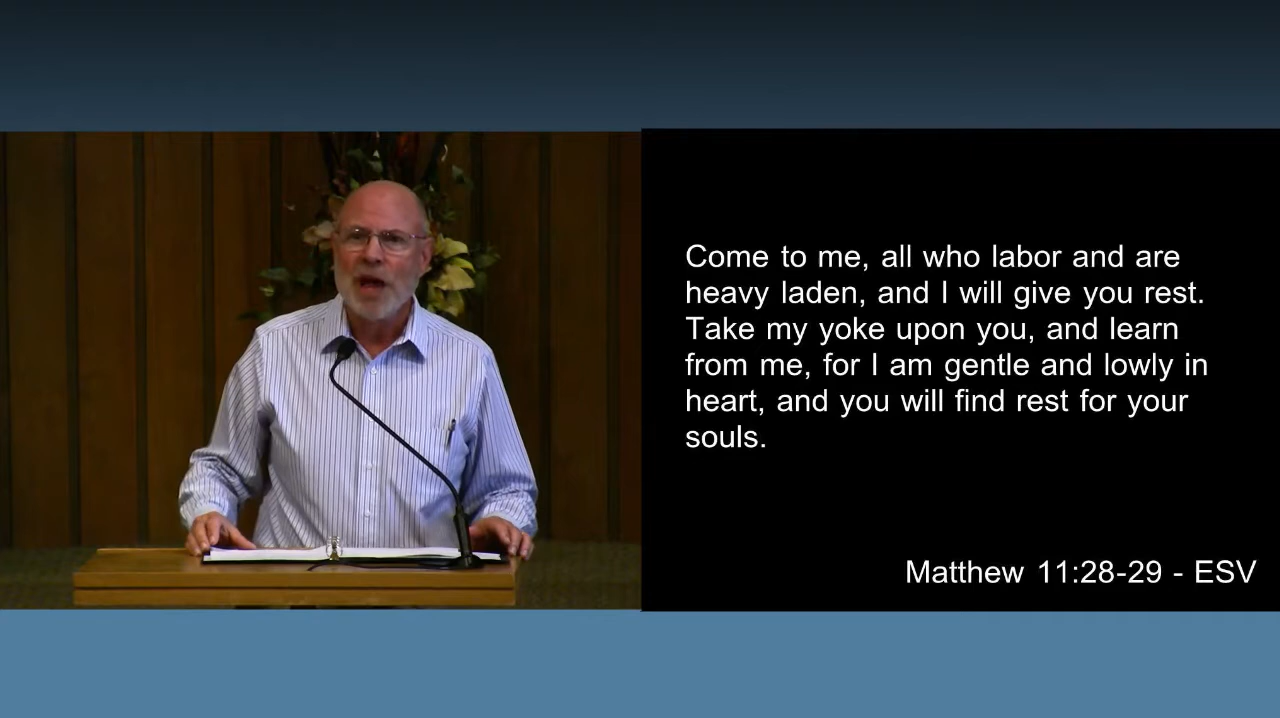 Come to me, all who labor and are
heavy laden, and I will give you rest.
Take my yoke upon you, and learn
from me, for I am gentle and lowly in
heart, and you will find rest for your
souls.
Matthew 11:28-29 - ESV